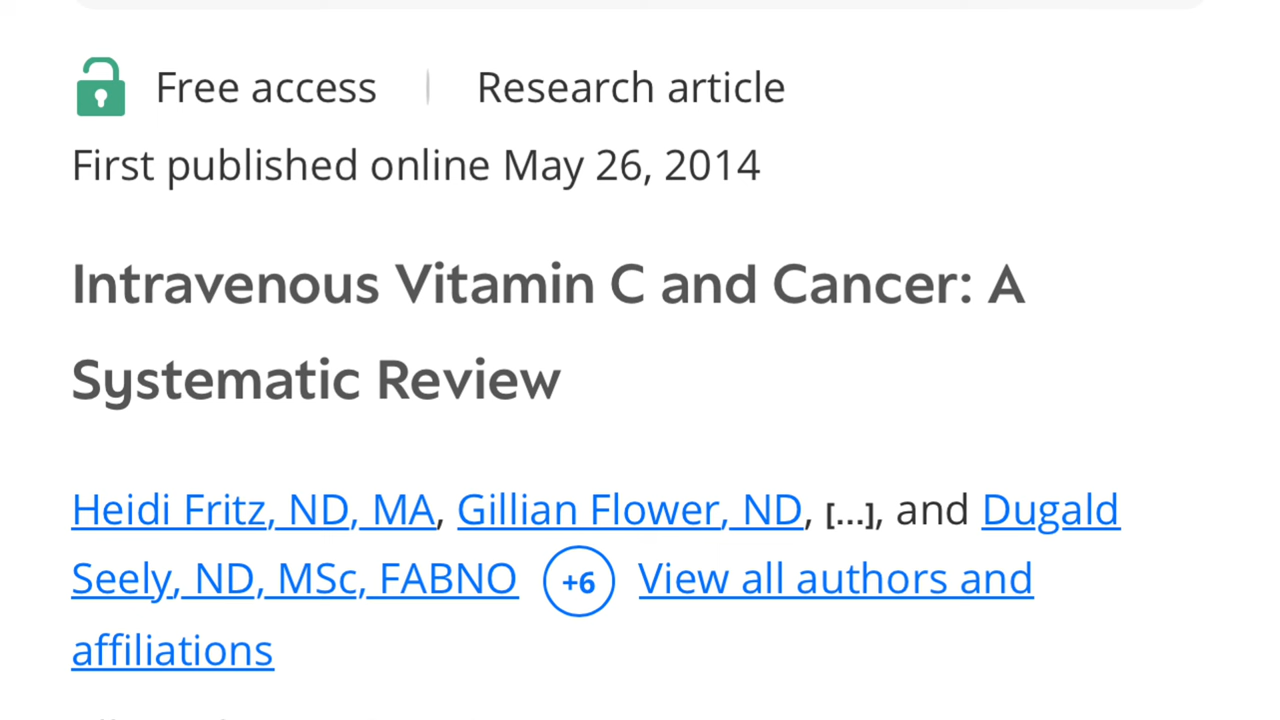 Free access | Research article
First published online May 26, 2014
Intravenous Vitamin C and Cancer: A
Systematic Review
Heidi Fritz, ND, MA, Gillian Flower, ND, [...], and Dugald
Seely, ND, MSc, FABNO +6 View all authors and
affiliations